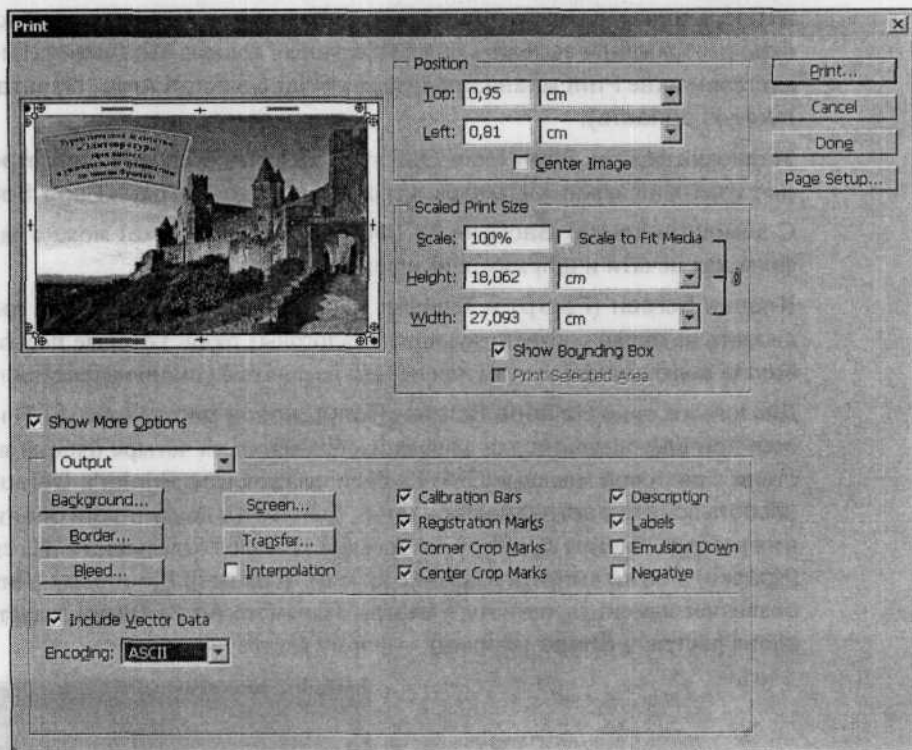 Print
Position
Top: 0,95 cm
Left: 0,81 cm
Center Image
Print...
Cancel
Done
Page Setup...
Scaled Print Size
Scale: 100% Scale to Fit Media
Height: 18,062 cm
Width: 27,093 cm
Show Bounding Box
Print Selected Area
Show More Options
Output
Background...
Border...
Bleed...
Screen...
Transfer...
Interpolation
Calibration Bars
Registration Marks
Corner Crop Marks
Center Crop Marks
Description
Labels
Emulsion Down
Negative
Include Vector Data
Encoding: ASCII